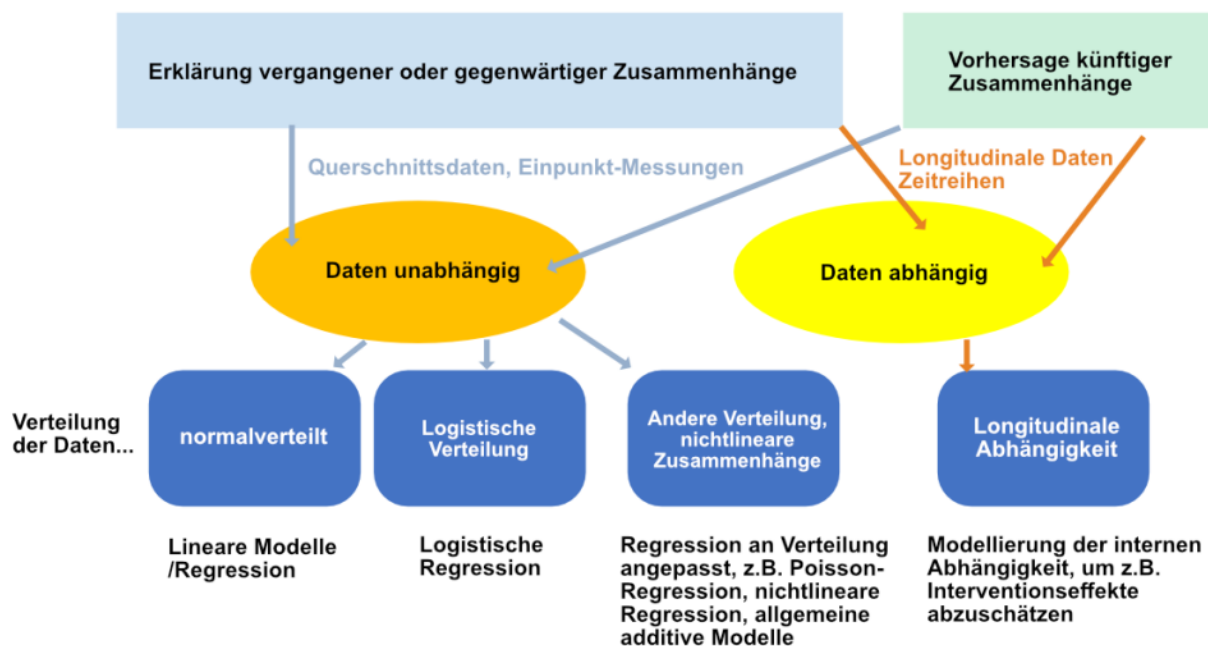 Erklärung vergangener oder gegenwärtiger Zusammenhänge
Vorhersage künftiger
Zusammenhänge
Querschnittsdaten, Einpunkt-Messungen
Longitudinale Daten
Zeitreihen
Daten unabhängig
Daten abhängig
Verteilung
der Daten...
normalverteilt
Logistische
Verteilung
Andere Verteilung,
nichtlineare
Zusammenhänge
Longitudinale
Abhängigkeit
Lineare Modelle
/Regression
Logistische
Regression
Regression an Verteilung
angepasst, z.B. Poisson-
Regression, nichtlineare
Regression, allgemeine
additive Modelle
Modellierung der internen
Abhängigkeit, um z.B.
Interventionseffekte
abzuschätzen